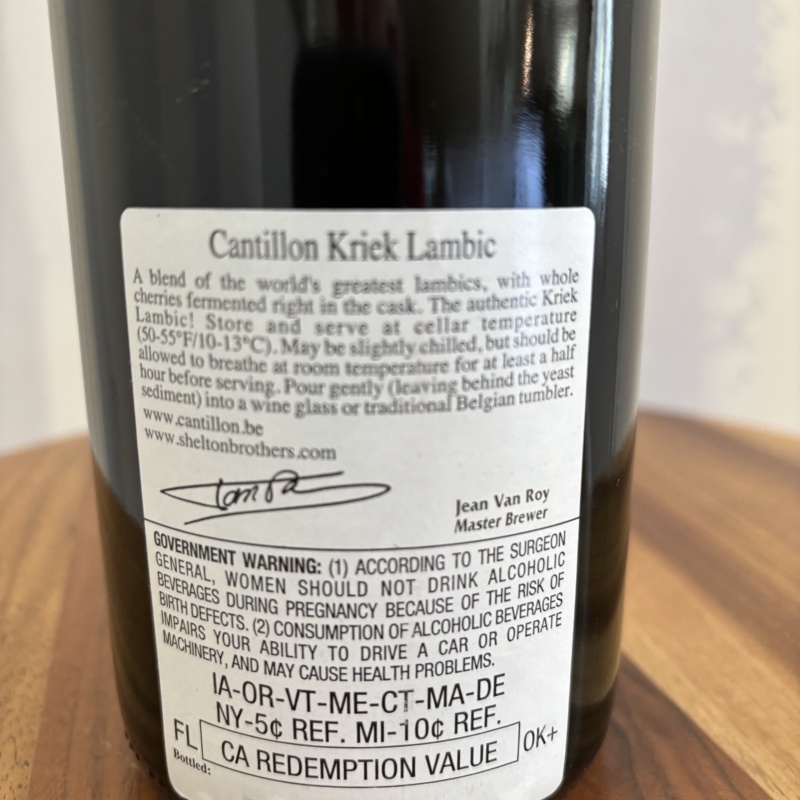 Cantillon Kriek Lambic
A blend of the world's greatest lambics, with whole
cherries fermented right in the cask. The authentic Kriek
Lambic! Store and serve at cellar temperature
(50-55°F/10-13°C). May be slightly chilled, but should be
allowed to breathe at room temperature for at least a half
hour before serving. Pour gently (leaving behind the yeast
sediment) into a wine glass or traditional Belgian tumbler.
www.cantillon.be
www.sheltonbrothers.com
Jean Van Roy
Master Brewer
GOVERNMENT WARNING: (1) ACCORDING TO THE SURGEON
GENERAL, WOMEN SHOULD NOT DRINK ALCOHOLIC
BEVERAGES DURING PREGNANCY BECAUSE OF THE RISK OF
BIRTH DEFECTS. (2) CONSUMPTION OF ALCOHOLIC BEVERAGES
IMPAIRS YOUR ABILITY TO DRIVE A CAR OR OPERATE
MACHINERY, AND MAY CAUSE HEALTH PROBLEMS.
IA-OR-VT-ME-CT-MA-DE
NY-5¢ REF. MI-10¢ REF.
FL CA REDEMPTION VALUE OK+
Bottled: